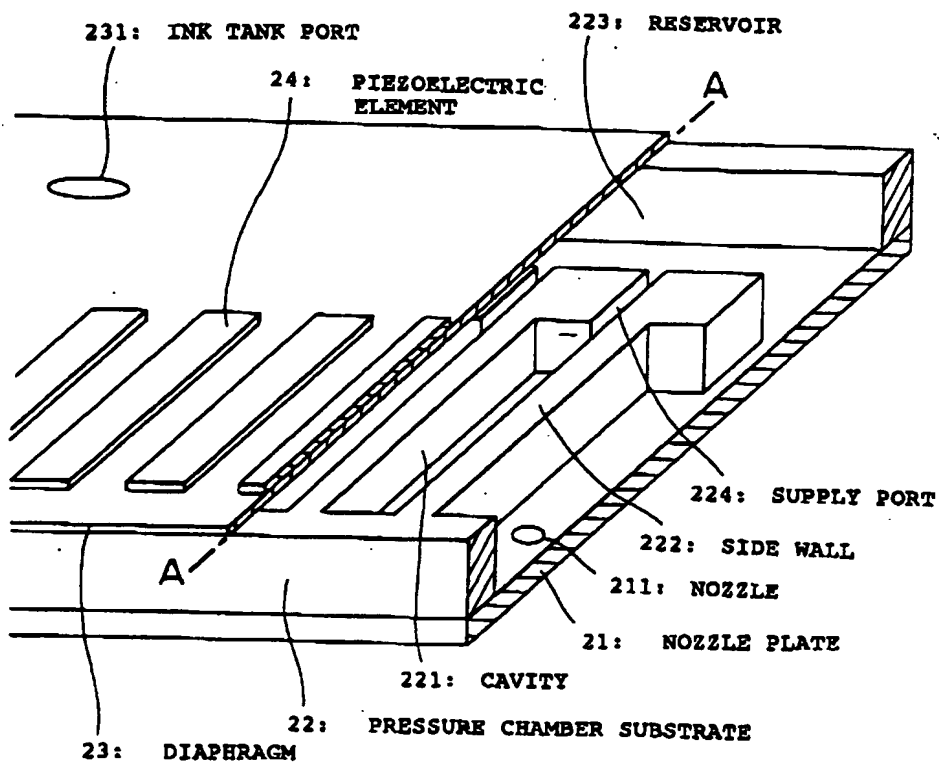 231: INK TANK PORT
223: RESERVOIR
24: PIEZOELECTRIC
ELEMENT
A
A
224: SUPPLY PORT
222: SIDE WALL
211: NOZZLE
21: NOZZLE PLATE
221: CAVITY
22: PRESSURE CHAMBER SUBSTRATE
23: DIAPHRAGM